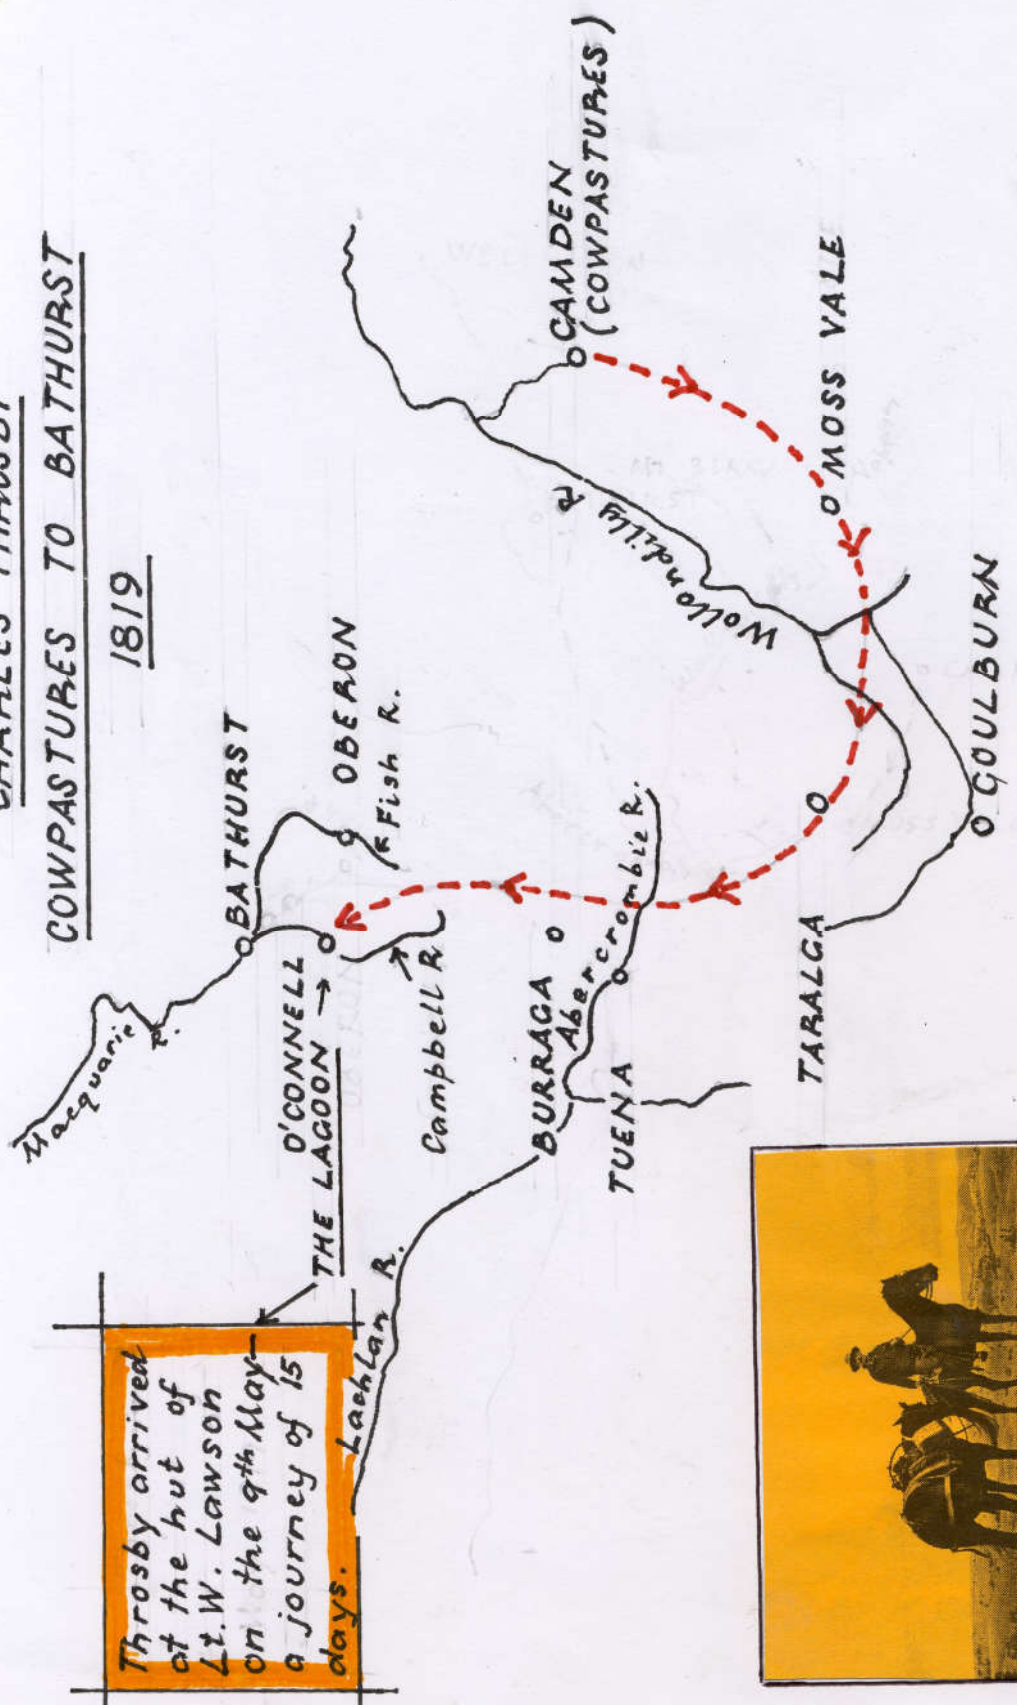 CHARLES THROSBY
COWPASTURES TO BATHURST
1819
BATHURST
OBERON
Fish R.
Macquarie
R.
O'CONNELL
THE LAGOON
Campbell R
CAMDEN
(COWPASTURES)
Wollondilly R
MOSS VALE
BURRAGA
Abercrombie R.
TUENA
TARALGA
GOULBURN
Lachlan R.
Throsby arrived
at the hut of
Lt. W. Lawson
on the 9th May
a journey of 15
days.